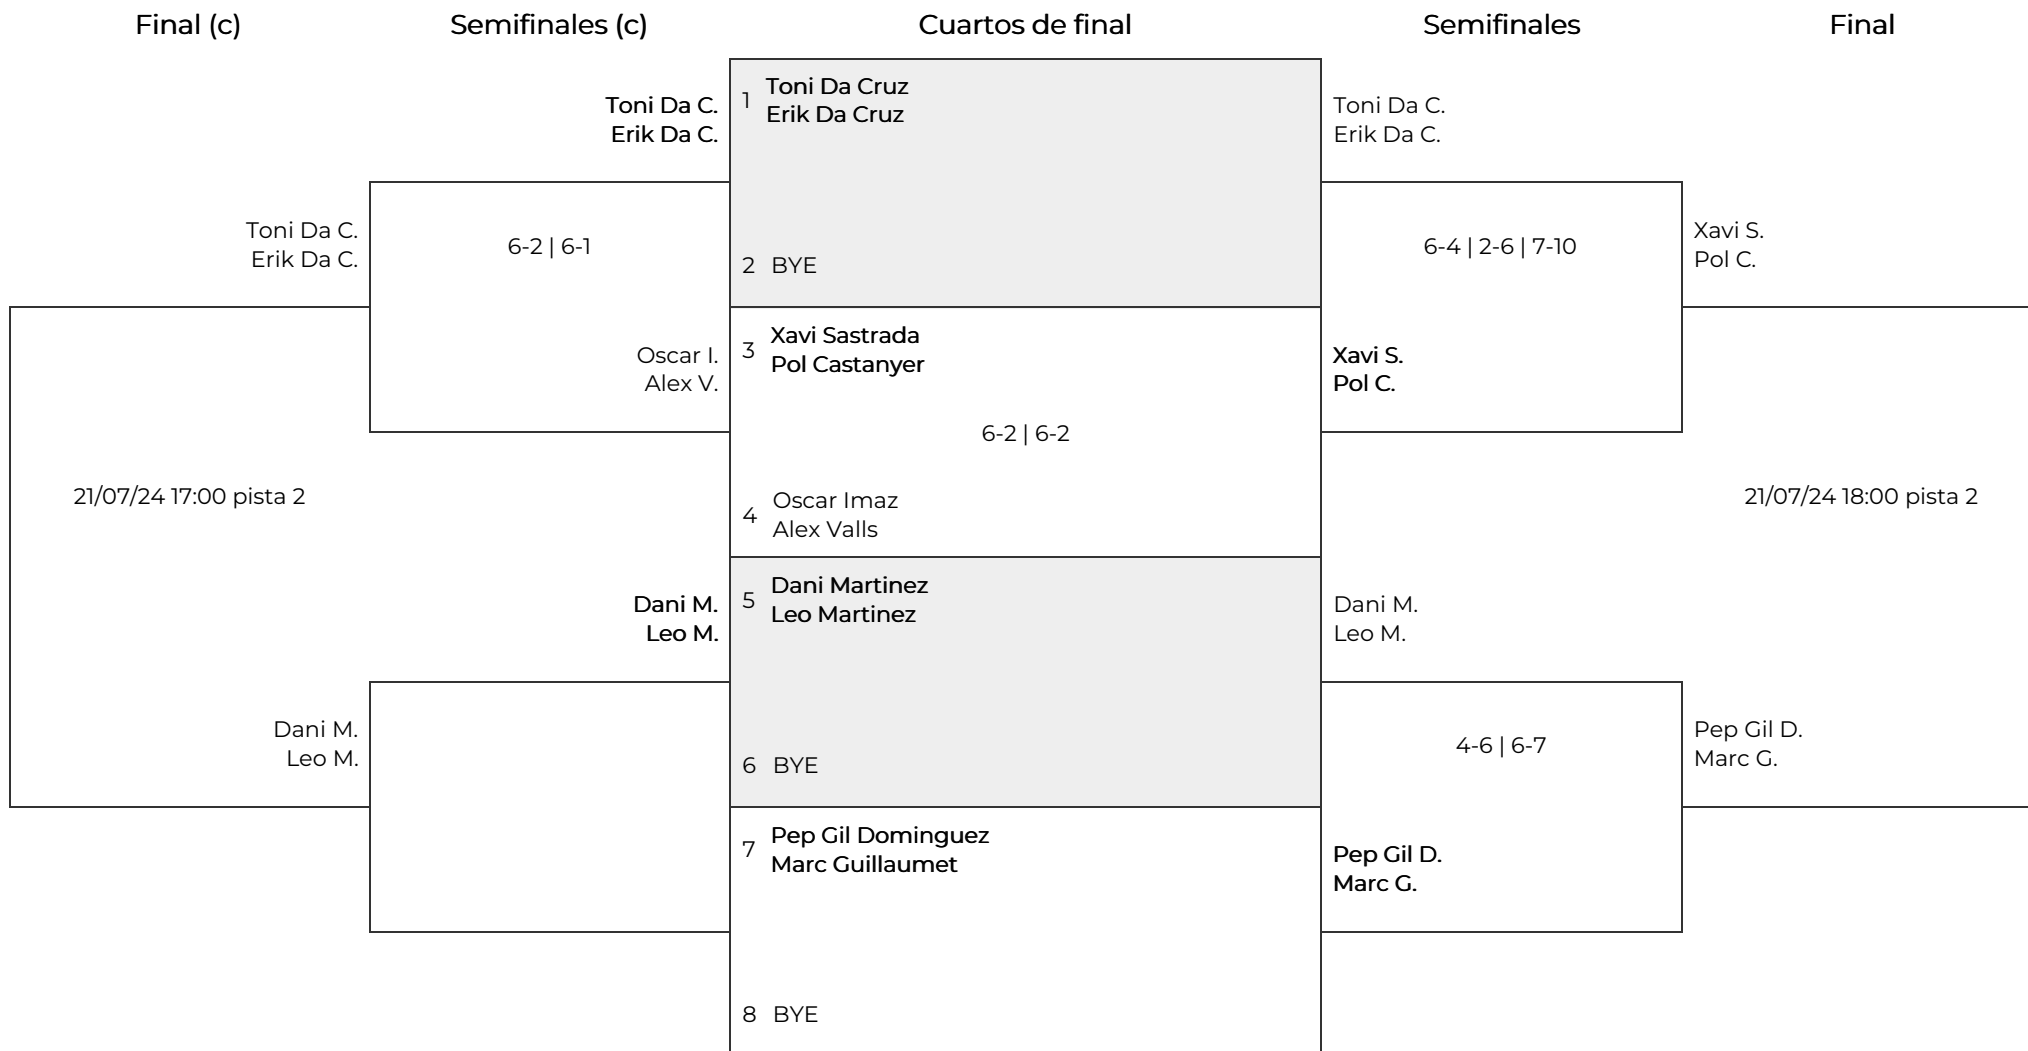 Final (c)
Semifinales (c)
Cuartos de final
Semifinales
Final
Toni Da C.
Erik Da C.
1
Toni Da Cruz
Erik Da Cruz
Toni Da C.
Erik Da C.
Toni Da C.
Erik Da C.
6-2 | 6-1
2 BYE
6-4 | 2-6 | 7-10
Xavi S.
Pol C.
Oscar I.
Alex V.
3
Xavi Sastrada
Pol Castanyer
Xavi S.
Pol C.
6-2 | 6-2
21/07/24 17:00 pista 2
4
Oscar Imaz
Alex Valls
21/07/24 18:00 pista 2
Dani M.
Leo M.
5
Dani Martinez
Leo Martinez
Dani M.
Leo M.
Dani M.
Leo M.
6 BYE
4-6 | 6-7
Pep Gil D.
Marc G.
7
Pep Gil Dominguez
Marc Guillaumet
Pep Gil D.
Marc G.
8 BYE